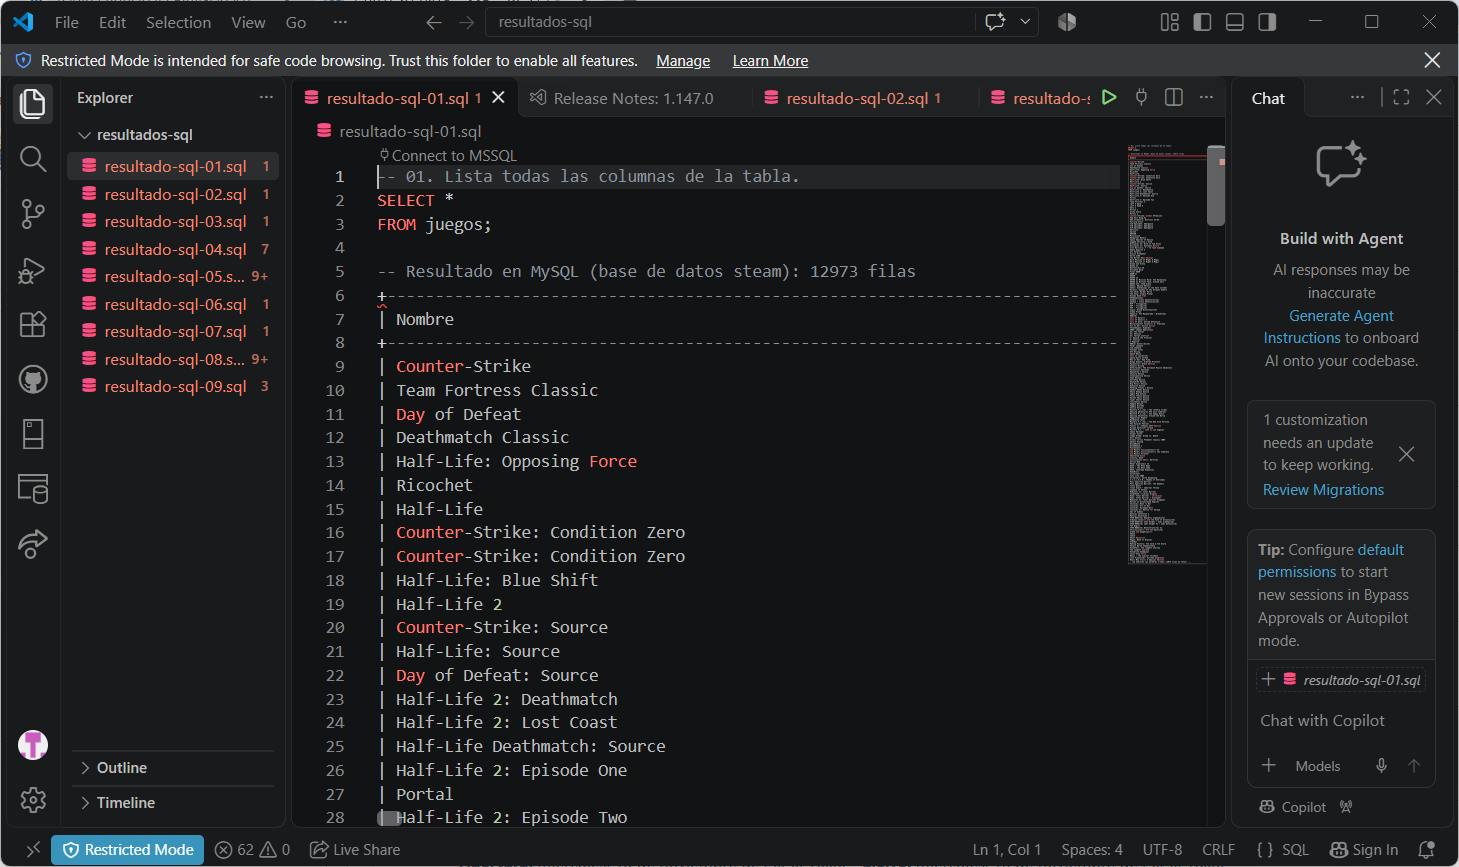 File Edit Selection View Go ··· resultados-sql
Restricted Mode is intended for safe code browsing. Trust this folder to enable all features. Manage Learn More
Explorer ···
resultados-sql
resultado-sql-01.sql 1
resultado-sql-02.sql 1
resultado-sql-03.sql 1
resultado-sql-04.sql 7
resultado-sql-05.s... 9+
resultado-sql-06.sql 1
resultado-sql-07.sql 1
resultado-sql-08.s... 9+
resultado-sql-09.sql 3
Outline
Timeline
resultado-sql-01.sql 1 Release Notes: 1.147.0 resultado-sql-02.sql 1 resultado-s
resultado-sql-01.sql
Connect to MSSQL
1 -- 01. Lista todas las columnas de la tabla.
2 SELECT *
3 FROM juegos;
4
5 -- Resultado en MySQL (base de datos steam): 12973 filas
6 +----------------------------------------------------------------------------
7 | Nombre
8 +----------------------------------------------------------------------------
9 | Counter-Strike
10 | Team Fortress Classic
11 | Day of Defeat
12 | Deathmatch Classic
13 | Half-Life: Opposing Force
14 | Ricochet
15 | Half-Life
16 | Counter-Strike: Condition Zero
17 | Counter-Strike: Condition Zero
18 | Half-Life: Blue Shift
19 | Half-Life 2
20 | Counter-Strike: Source
21 | Half-Life: Source
22 | Day of Defeat: Source
23 | Half-Life 2: Deathmatch
24 | Half-Life 2: Lost Coast
25 | Half-Life Deathmatch: Source
26 | Half-Life 2: Episode One
27 | Portal
28 | Half-Life 2: Episode Two
Chat
Build with Agent
AI responses may be
inaccurate
Generate Agent
Instructions to onboard
AI onto your codebase.
1 customization
needs an update
to keep working.
Review Migrations
Tip: Configure default
permissions to start
new sessions in Bypass
Approvals or Autopilot
mode.
resultado-sql-01.sql
Chat with Copilot
Models
Copilot
Restricted Mode 62 0 Live Share Ln 1, Col 1 Spaces: 4 UTF-8 CRLF { } SQL Sign In